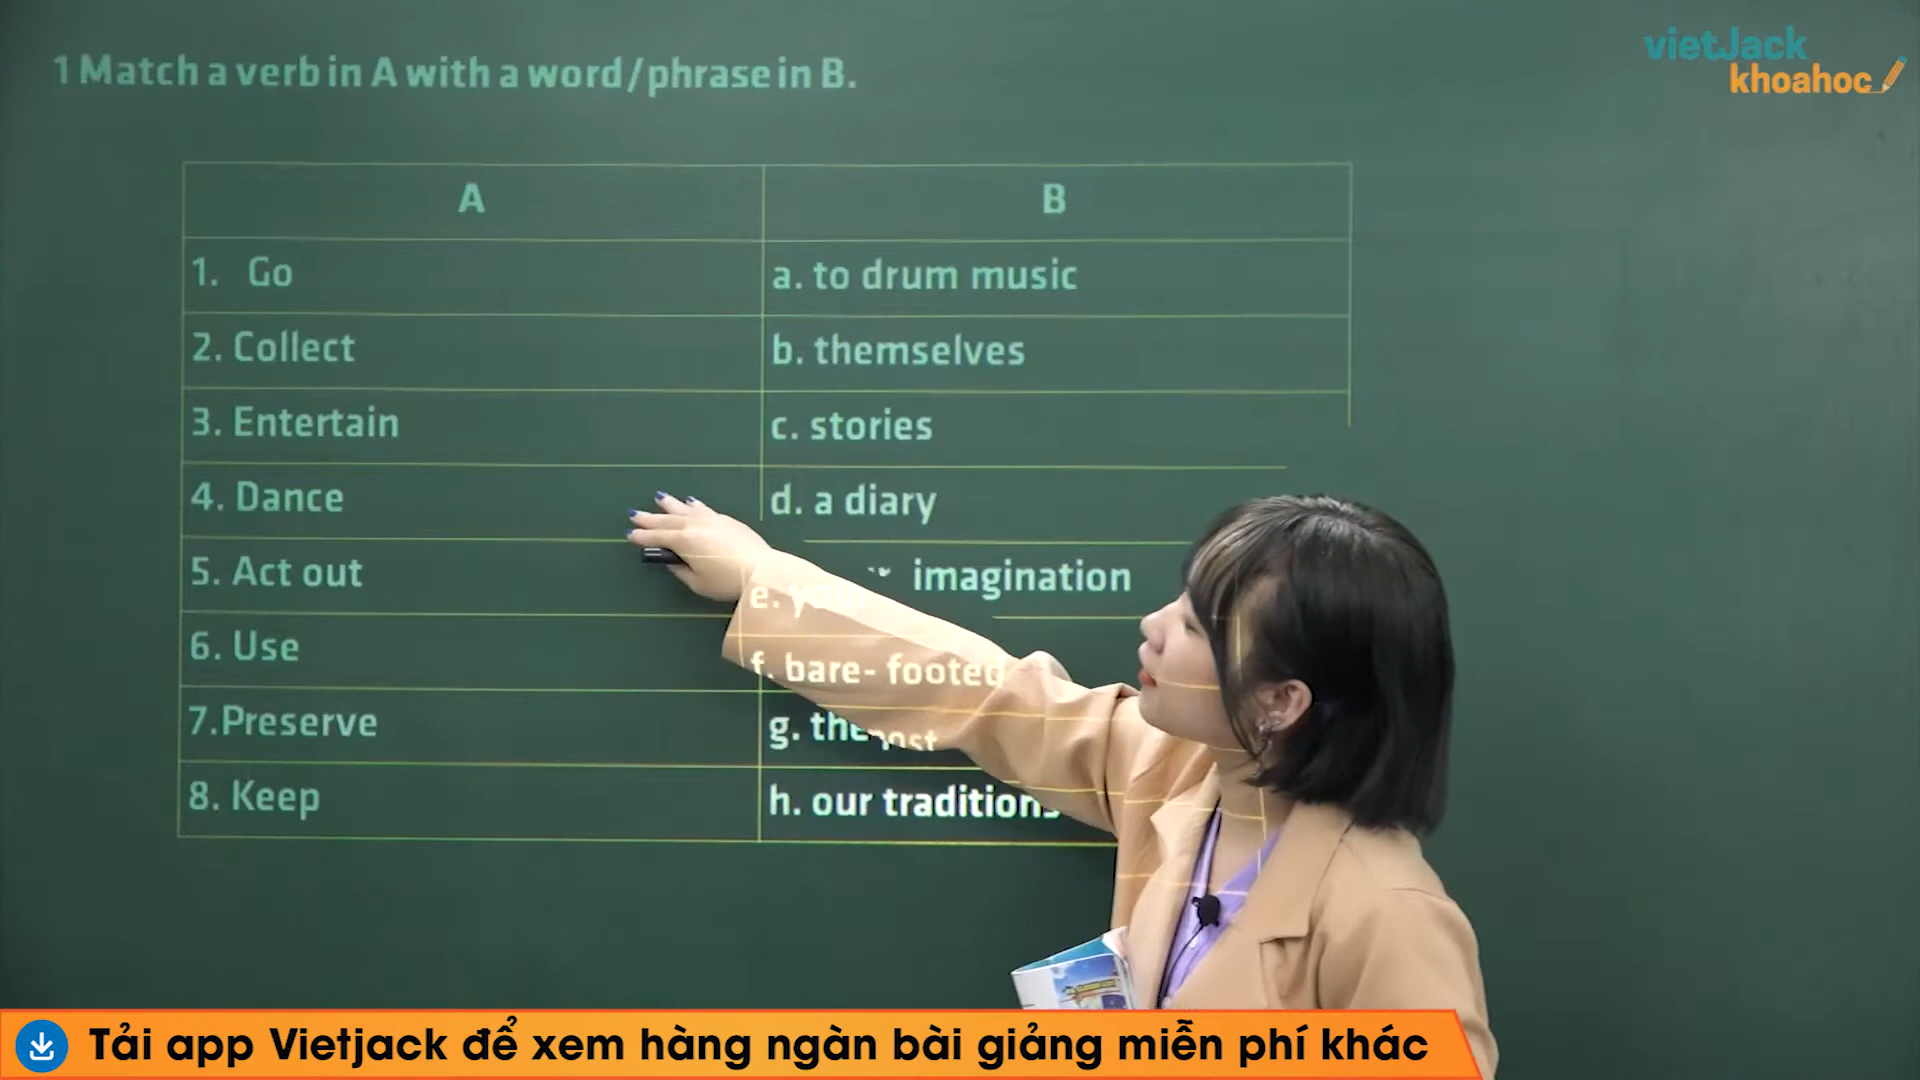 1 Match a verb in A with a word/phrase in B.
vietJack
khoahoc
A
B
1. Go
a. to drum music
2. Collect
b. themselves
3. Entertain
c. stories
4. Dance
d. a diary
5. Act out
e. your imagination
6. Use
f. bare- footed
7.Preserve
g. the post
8. Keep
h. our traditions
Tải app Vietjack để xem hàng ngàn bài giảng miễn phí khác